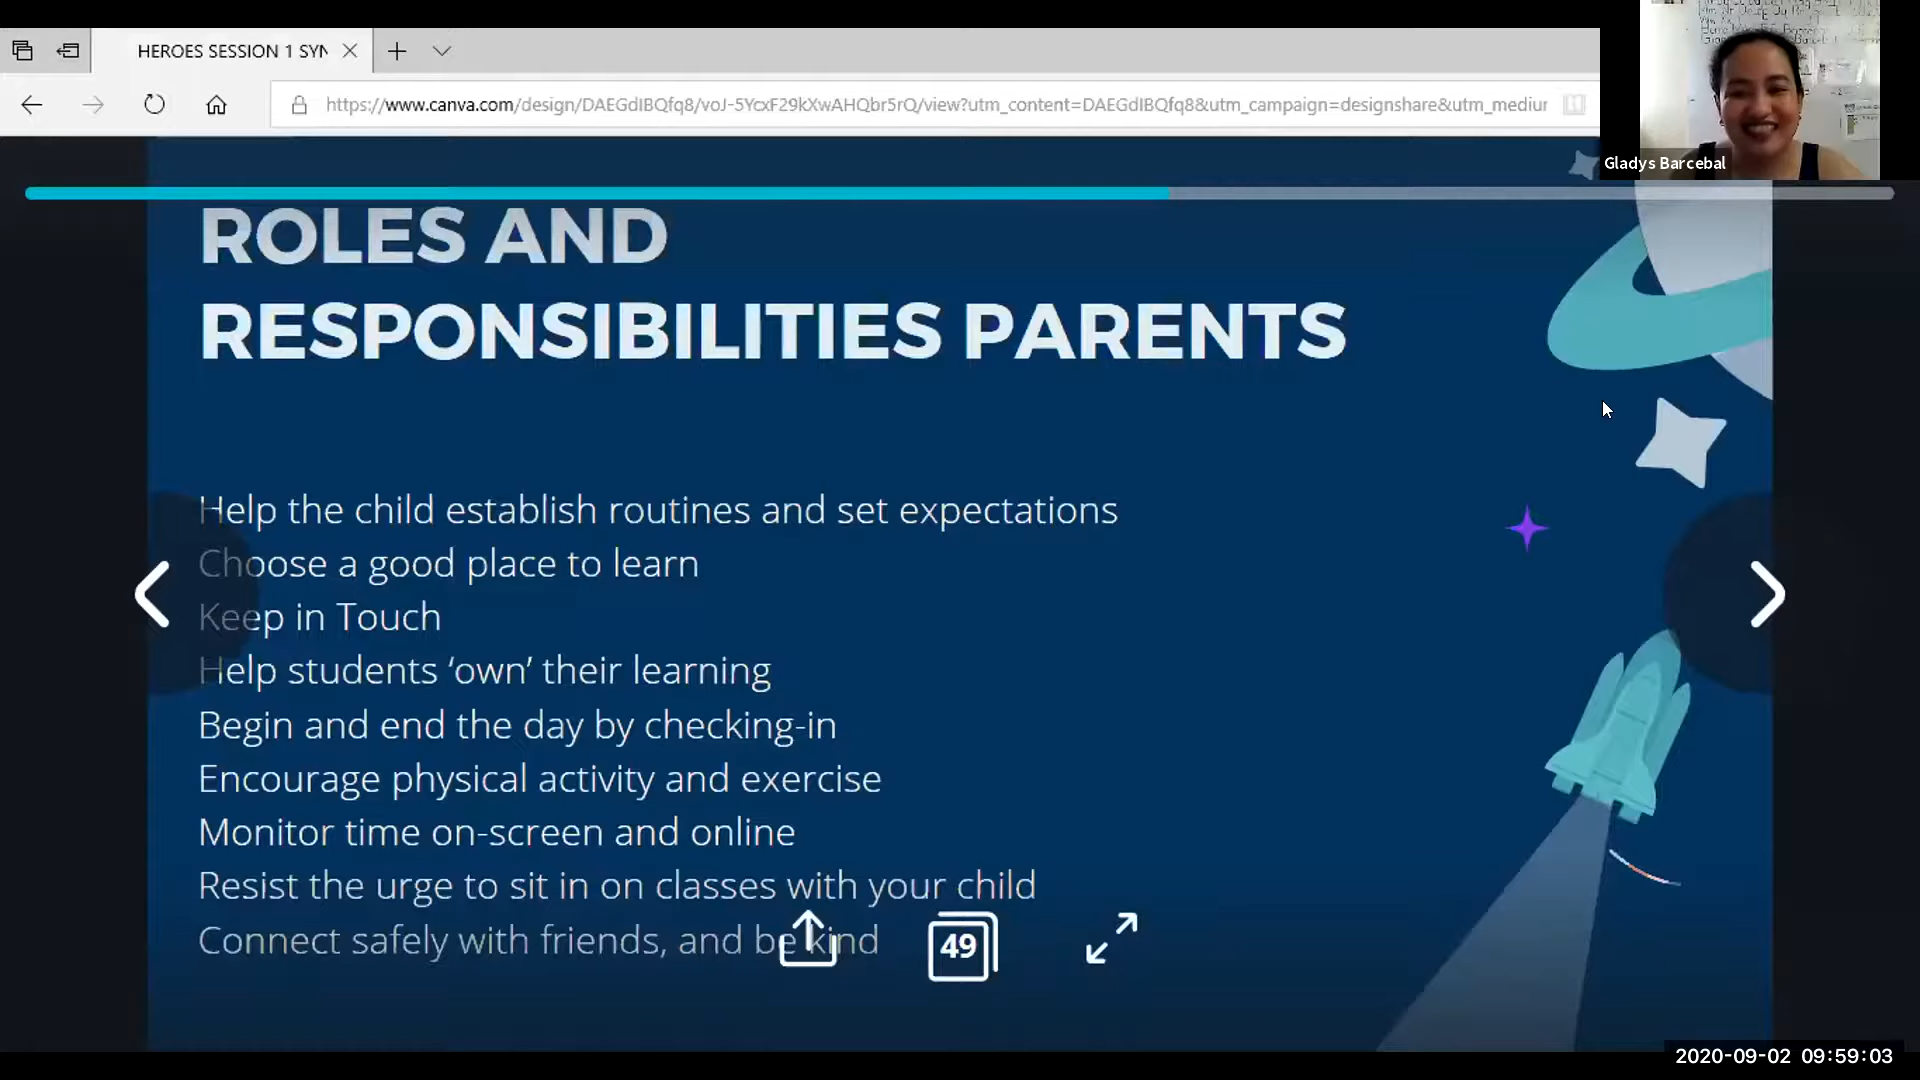 HEROES SESSION 1 SYN
https://www.canva.com/design/DAEGdIBQfq8/voJ-5YcxF29kXwAHQbr5rQ/view?utm_content=DAEGdIBQfq8&utm_campaign=designshare&utm_mediur
Gladys Barcebal
ROLES AND
RESPONSIBILITIES PARENTS
Help the child establish routines and set expectations
Choose a good place to learn
Keep in Touch
Help students ‘own’ their learning
Begin and end the day by checking-in
Encourage physical activity and exercise
Monitor time on-screen and online
Resist the urge to sit in on classes with your child
Connect safely with friends, and be kind
49
2020-09-02 09:59:03